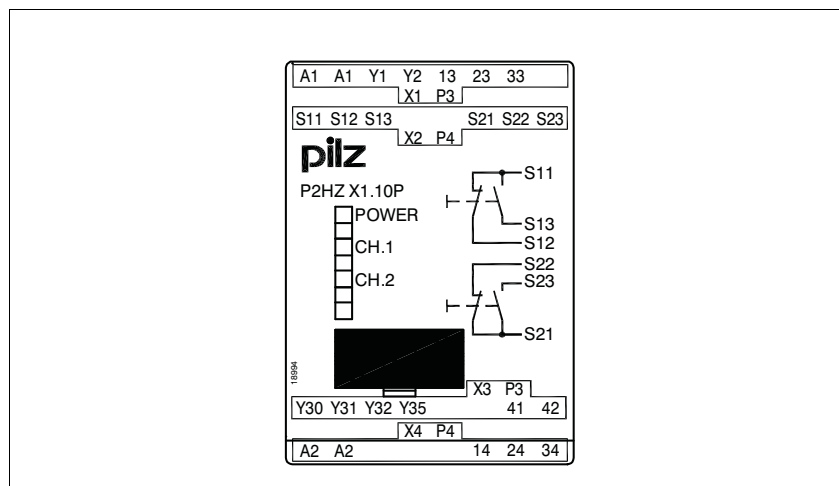 A1 A1 Y1 Y2 13 23 33
X1 P3
S11 S12 S13 S21 S22 S23
X2 P4
pilz
P2HZ X1.10P
POWER
CH.1
CH.2
S11
S13
S12
S22
S23
S21
18994
X3 P3
Y30 Y31 Y32 Y35 41 42
X4 P4
A2 A2 14 24 34